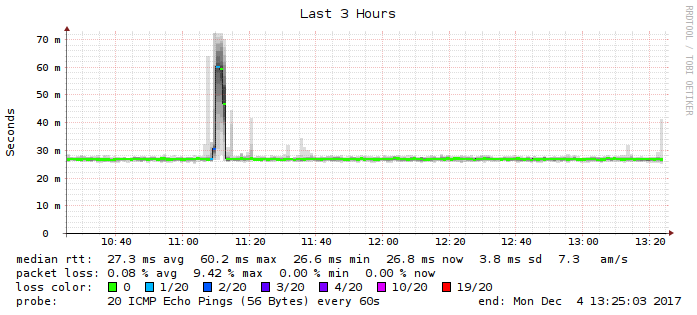 Last 3 Hours
RRDTOOL / TOBI OETIKER
Seconds
70 m
60 m
50 m
40 m
30 m
20 m
10 m
0
10:40 11:00 11:20 11:40 12:00 12:20 12:40 13:00 13:20
median rtt: 27.3 ms avg 60.2 ms max 26.6 ms min 26.8 ms now 3.8 ms sd 7.3 am/s
packet loss: 0.08 % avg 9.42 % max 0.00 % min 0.00 % now
loss color: 0 1/20 2/20 3/20 4/20 10/20 19/20
probe: 20 ICMP Echo Pings (56 Bytes) every 60s end: Mon Dec 4 13:25:03 2017